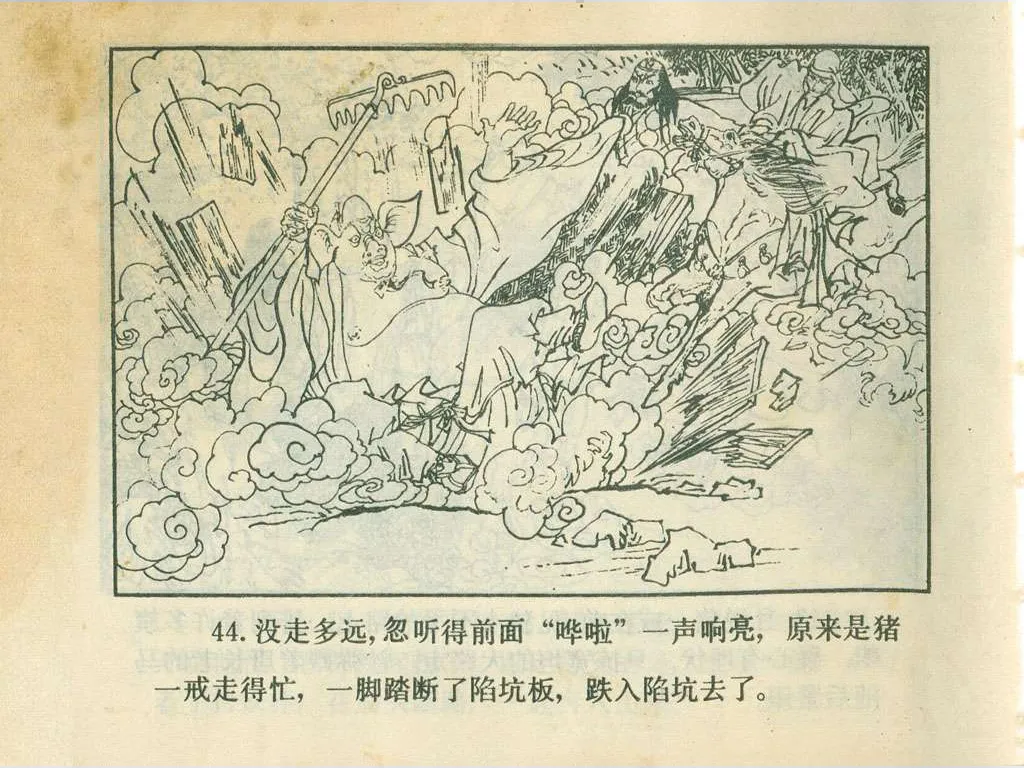 44. 没走多远，忽听得前面“哗啦”一声响亮，原来是猪
一戒走得忙，一脚踏断了陷坑板，跌入陷坑去了。